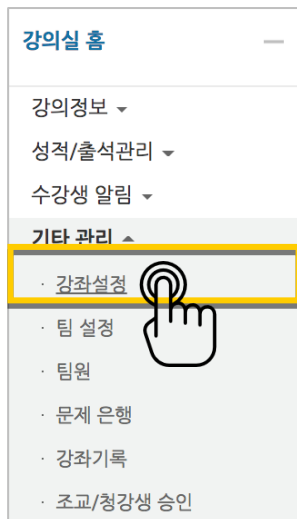 강의실 홈
강의정보
성적/출석관리
수강생 알림
기타 관리
· 강좌설정
· 팀 설정
· 팀원
· 문제 은행
· 강좌기록
· 조교/청강생 승인